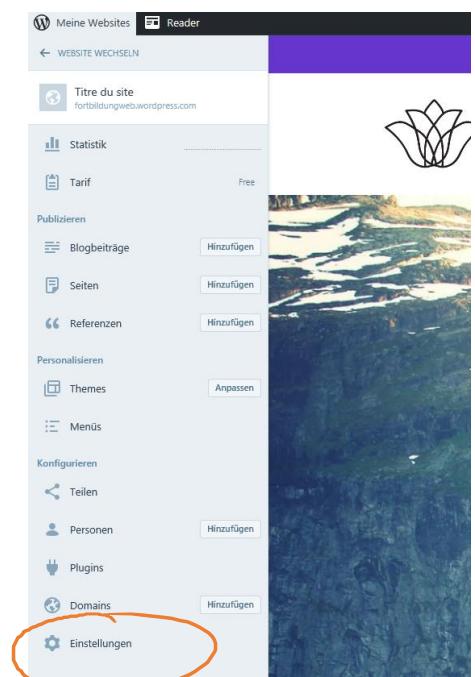 Meine Websites Reader
WEBSITE WECHSELN
Titre du site
fortbildungweb.wordpress.com
Statistik
Tarif Free
Publizieren
Blogbeiträge Hinzufügen
Seiten Hinzufügen
Referenzen Hinzufügen
Personalisieren
Themes Anpassen
Menüs
Konfigurieren
Teilen
Personen Hinzufügen
Plugins
Domains Hinzufügen
Einstellungen